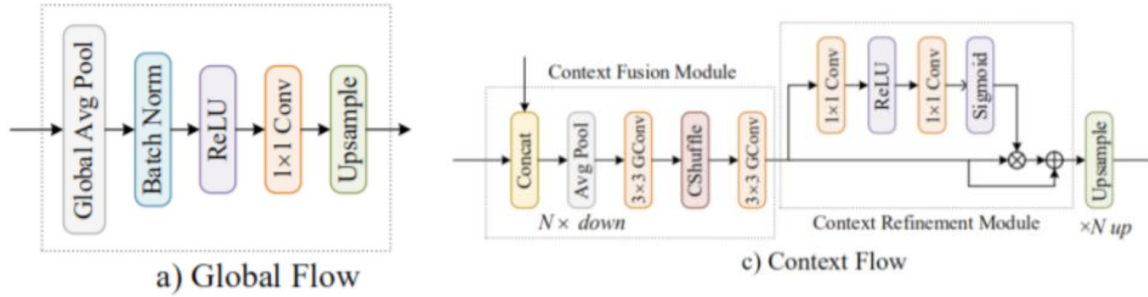 Global Avg Pool
Batch Norm
ReLU
1×1 Conv
Upsample
a) Global Flow
Context Fusion Module
Concat
Avg Pool
3×3 GConv
CShuffle
3×3 GConv
N× down
1×1 Conv
ReLU
1×1 Conv
Sigmoid
Context Refinement Module
Upsample
×N up
c) Context Flow